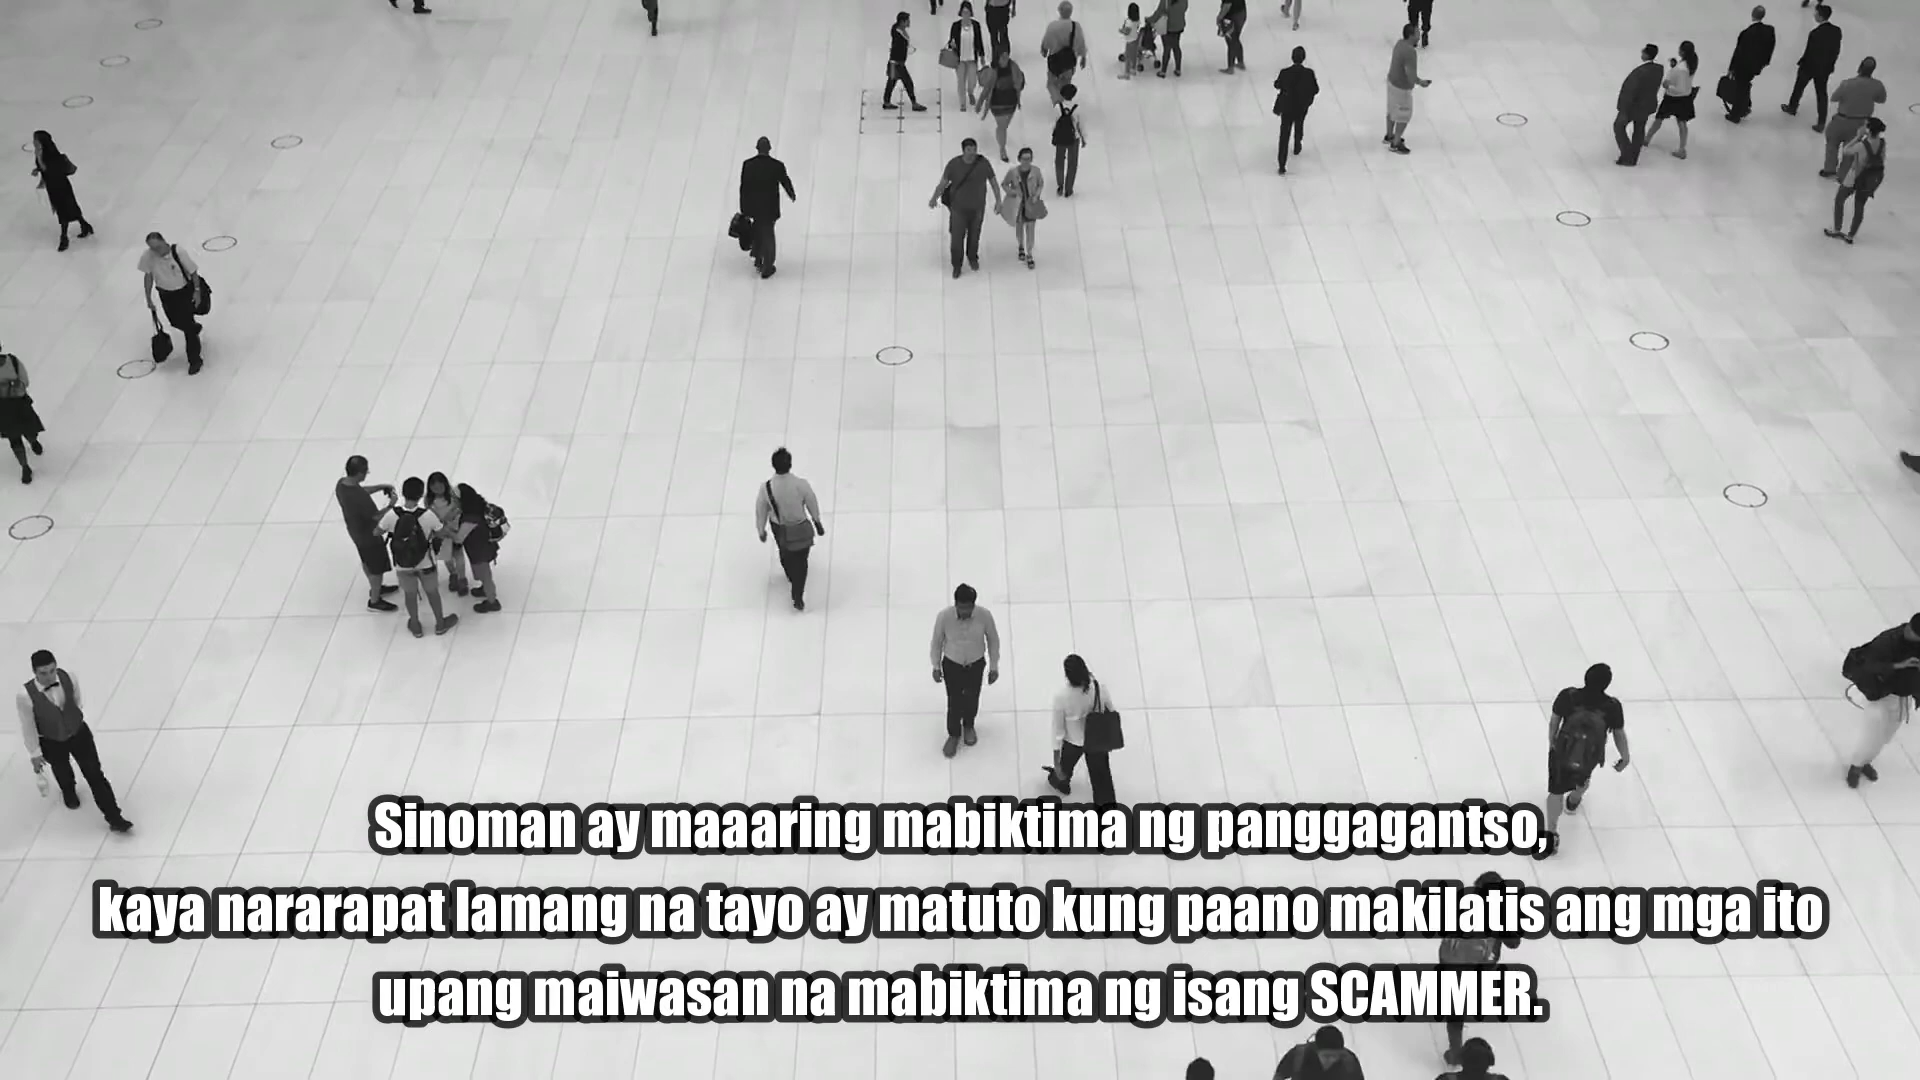 Sinoman ay maaaring mabiktima ng panggagantso,
kaya nararapat lamang na tayo ay matuto kung paano makilatis ang mga ito
upang maiwasan na mabiktima ng isang SCAMMER.